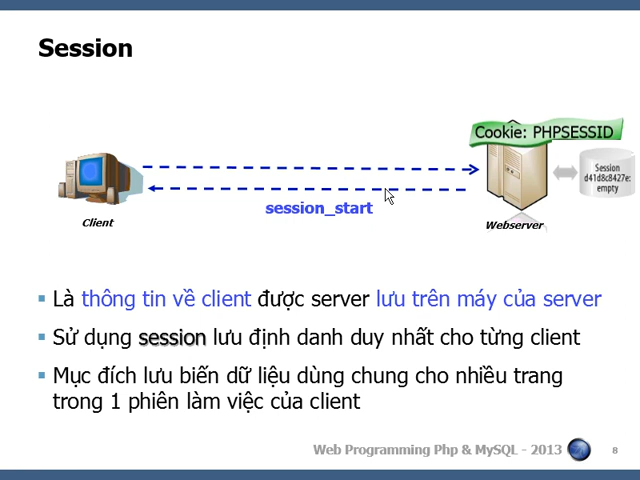 Session
Cookie: PHPSESSID
Session
d41d8c8427e:
empty
session_start
Client
Webserver
Là thông tin về client được server lưu trên máy của server
Sử dụng session lưu định danh duy nhất cho từng client
Mục đích lưu biến dữ liệu dùng chung cho nhiều trang
trong 1 phiên làm việc của client
Web Programming Php & MySQL - 2013
8